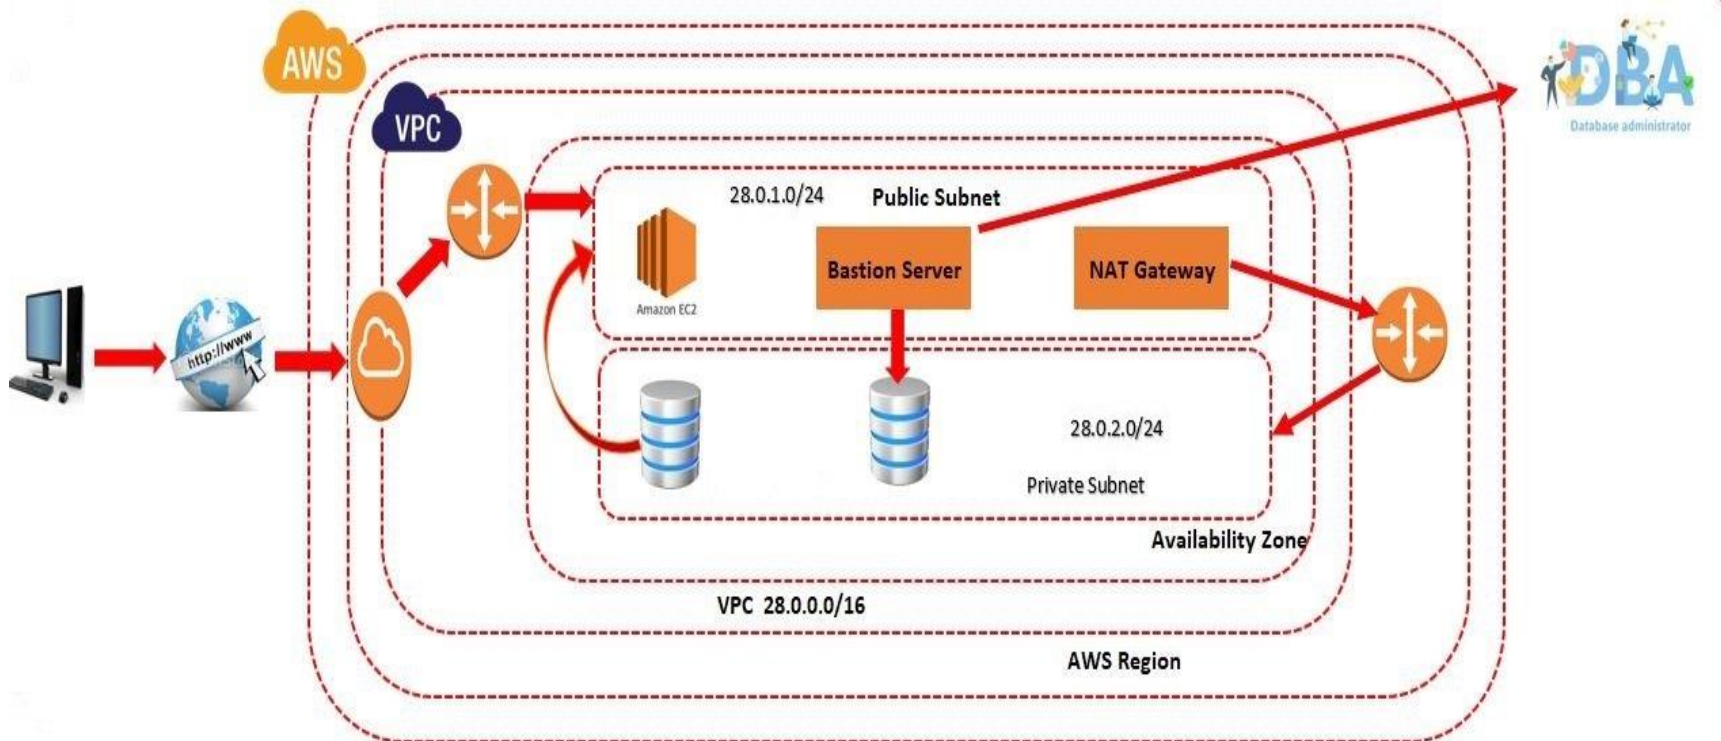 AWS
VPC
DBA
Database administrator
28.0.1.0/24
Public Subnet
Amazon EC2
Bastion Server
NAT Gateway
http://www
28.0.2.0/24
Private Subnet
Availability Zone
VPC 28.0.0.0/16
AWS Region